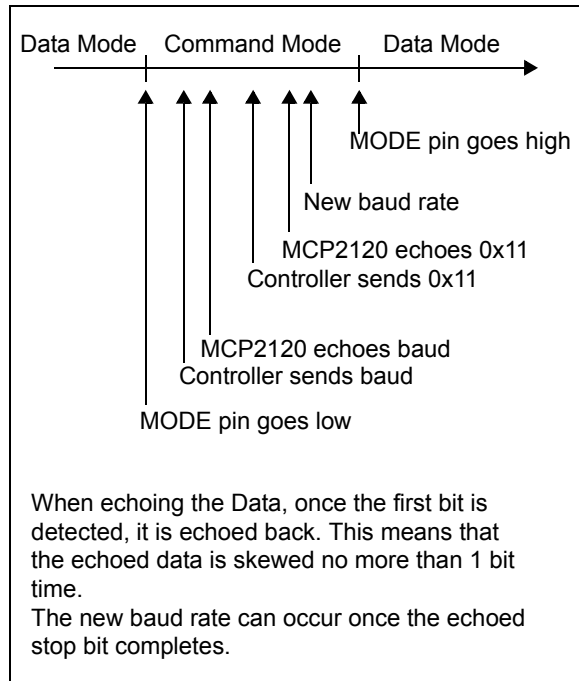 Data Mode Command Mode Data Mode
MODE pin goes high
New baud rate
MCP2120 echoes 0x11
Controller sends 0x11
MCP2120 echoes baud
Controller sends baud
MODE pin goes low
When echoing the Data, once the first bit is
detected, it is echoed back. This means that
the echoed data is skewed no more than 1 bit
time.
The new baud rate can occur once the echoed
stop bit completes.